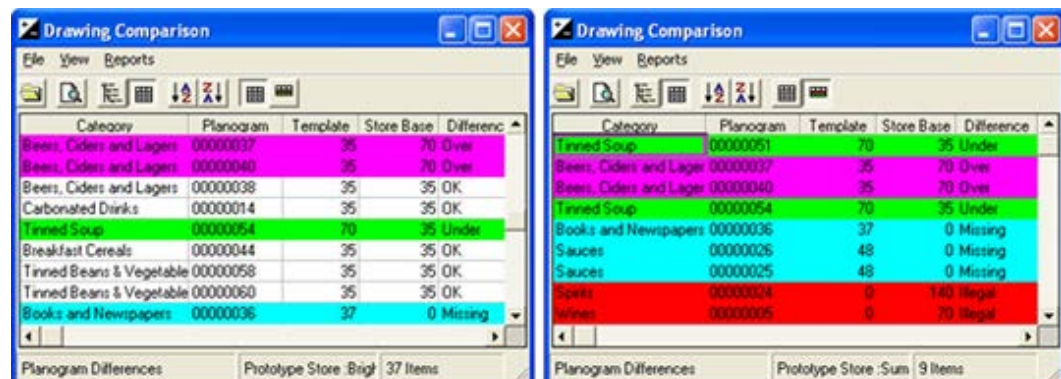 Drawing Comparison
File View Reports
Category Planogram Template Store Base Differenc
Beers, Ciders and Lagers 00000037 35 70 Over
Beers, Ciders and Lagers 00000040 35 70 Over
Beers, Ciders and Lagers 00000038 35 35 OK
Carbonated Drinks 00000014 35 35 OK
Tinned Soup 00000054 70 35 Under
Breakfast Cereals 00000044 35 35 OK
Tinned Beans & Vegetable 00000058 35 35 OK
Tinned Beans & Vegetable 00000060 35 35 OK
Books and Newspapers 00000036 37 0 Missing
Planogram Differences Prototype Store :Brigh 37 Items
Drawing Comparison
File View Reports
Category Planogram Template Store Base Difference
Tinned Soup 00000051 70 35 Under
Beers, Ciders and Lager 00000037 35 70 Over
Beers, Ciders and Lager 00000040 35 70 Over
Tinned Soup 00000054 70 35 Under
Books and Newspapers 00000036 37 0 Missing
Sauces 00000026 48 0 Missing
Sauces 00000025 48 0 Missing
Spirits 00000024 0 140 Illegal
Wines 00000005 0 70 Illegal
Planogram Differences Prototype Store :Sum 9 Items